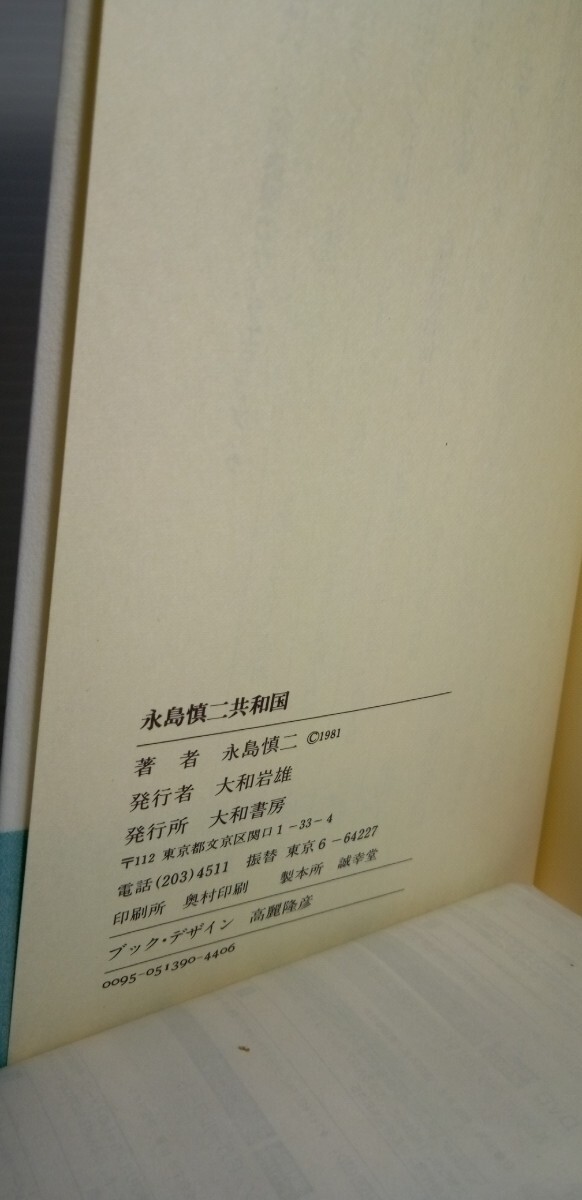 永島慎二共和国
著 者 永島慎二 ©1981
発行者 大和岩雄
発行所 大和書房
〒112 東京都文京区関口1-33-4
電話(203)4511 振替 東京6-64227
印刷所 奥村印刷 製本所 誠幸堂
ブック・デザイン 高麗隆彦
0095-051390-4406